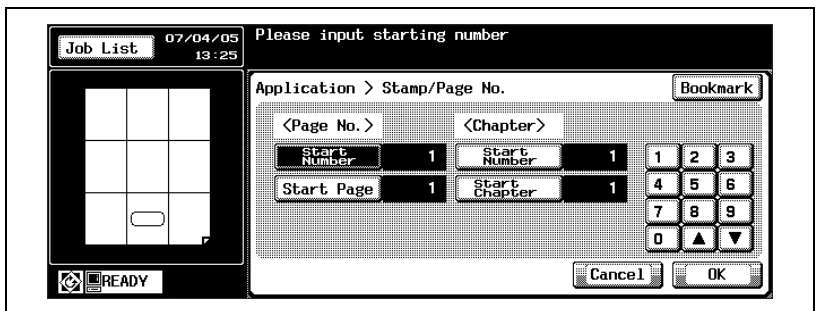 Job List
07/04/05
13:25
Please input starting number
Application > Stamp/Page No.
Bookmark
<Page No.>
<Chapter>
Start Number
1
Start Number
1
Start Page
1
Start Chapter
1
1 2 3
4 5 6
7 8 9
0 ▲ ▼
READY
Cancel
OK